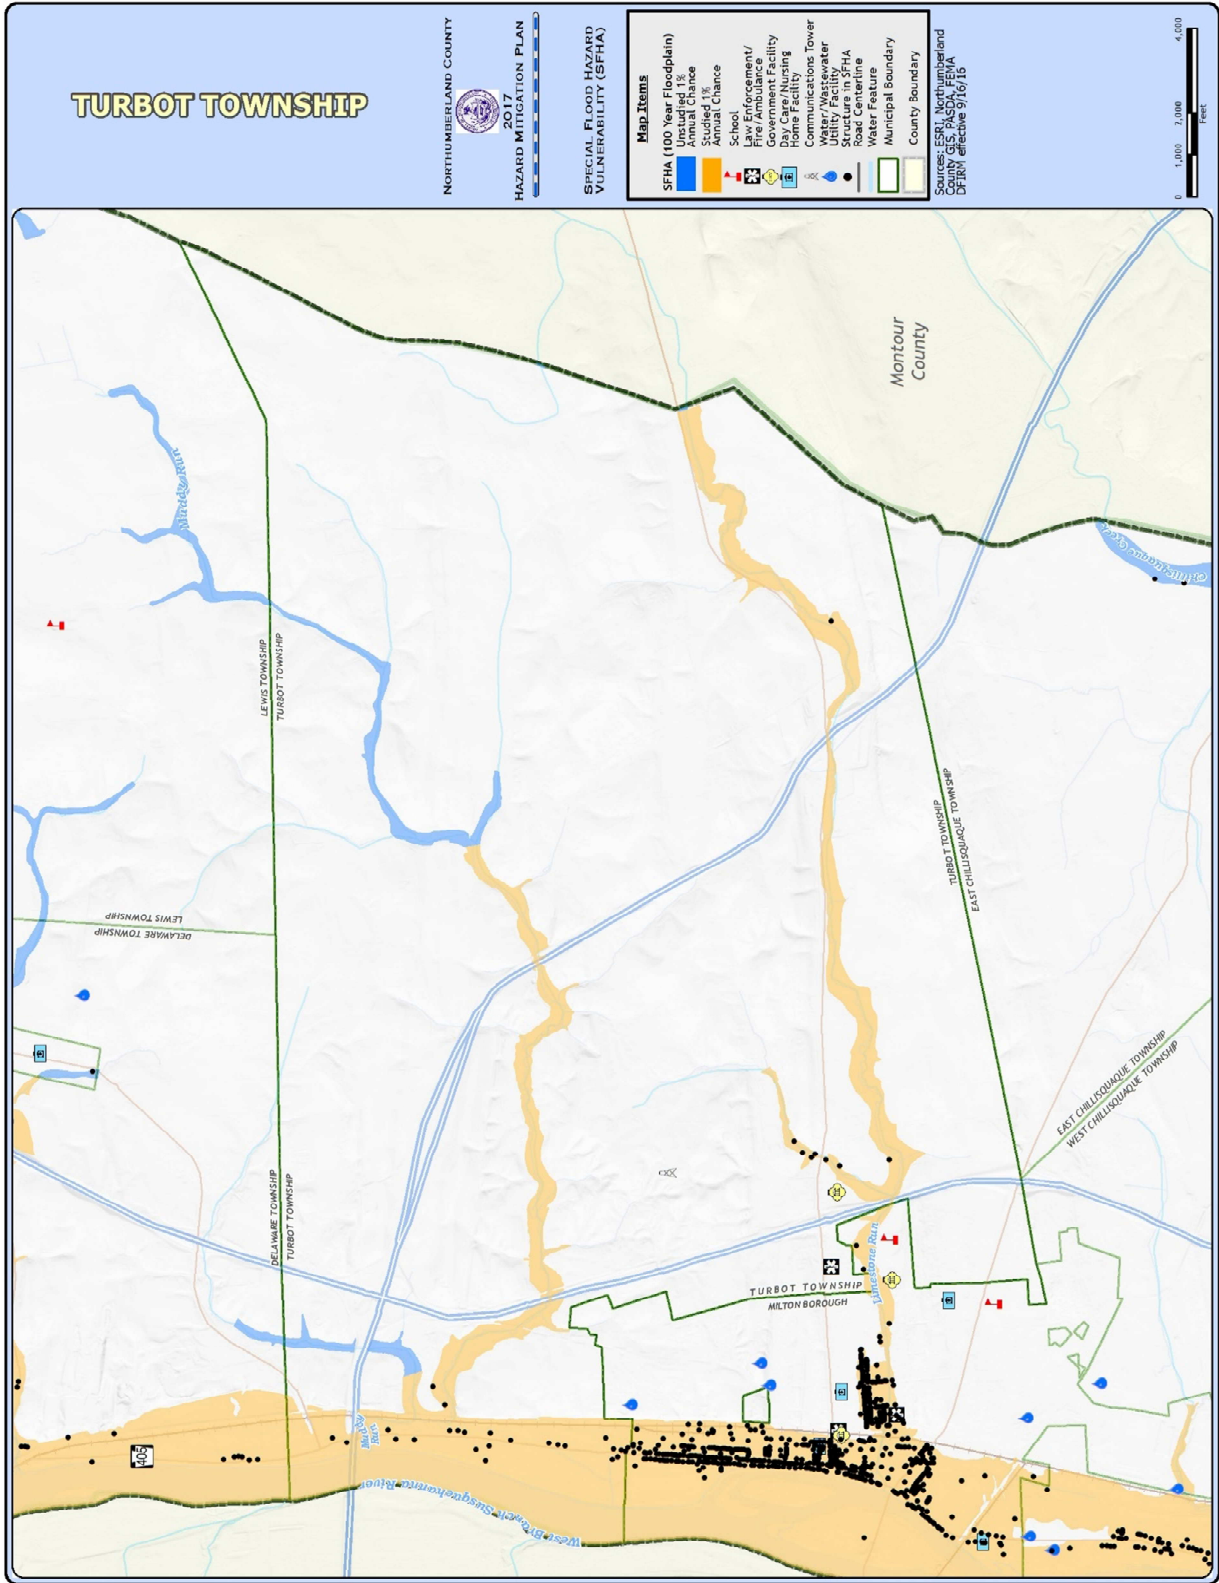 TURBOT TOWNSHIP
NORTHUMBERLAND COUNTY
2017
HAZARD MITIGATION PLAN
SPECIAL FLOOD HAZARD
VULNERABILITY (SFHA)
Map Items
SFHA (100 Year Floodplain)
Unstudied 1%
Annual Chance
Studied 1%
Annual Chance
School
Law Enforcement/
Fire/Ambulance
Government Facility
Day Care/Nursing
Home Facility
Communications Tower
Water/Wastewater
Utility Facility
Structure in SFHA
Road Centerline
Water Feature
Municipal Boundary
County Boundary
Sources: ESRI, Northumberland
County GIS, PASDA, FEMA
DFIRM effective 9/16/16
0 1,000 2,000 4,000
Feet
Montour
County
Chillisquaque Creek
LEWIS TOWNSHIP
TURBOT TOWNSHIP
LEWIS TOWNSHIP
DELAWARE TOWNSHIP
TURBOT TOWNSHIP
EAST CHILLISQUAQUE TOWNSHIP
EAST CHILLISQUAQUE TOWNSHIP
WEST CHILLISQUAQUE TOWNSHIP
DELAWARE TOWNSHIP
TURBOT TOWNSHIP
TURBOT TOWNSHIP
MILTON BOROUGH
Limestone Run
Muddy
Run
405
West Branch Susquehanna River